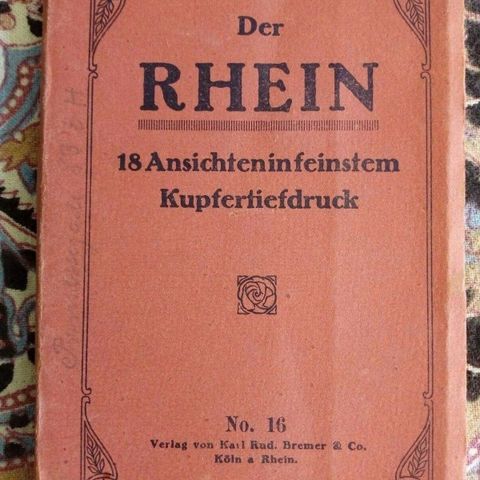 Der
RHEIN
18 Ansichten in feinstem
Kupfertiefdruck
No. 16
Verlag von Karl Rud. Bremer & Co.
Köln a Rhein.